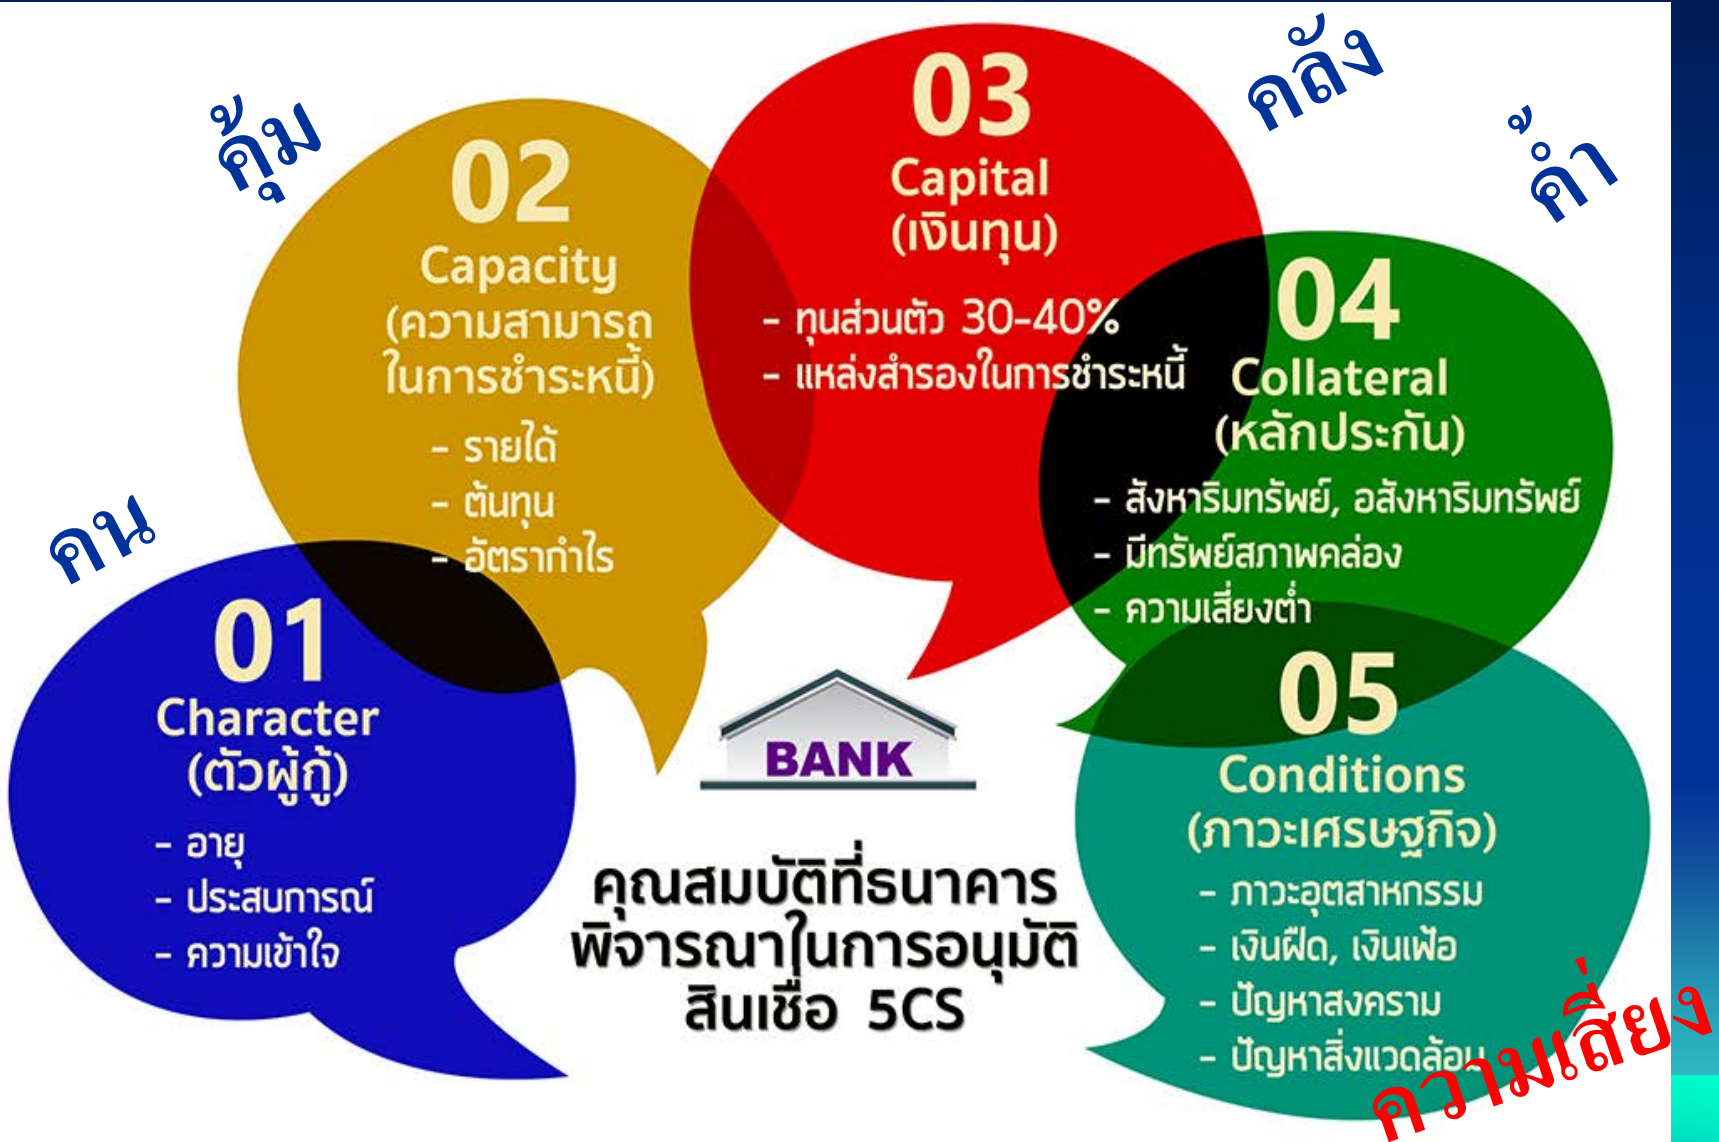 คน
01
Character
(ตัวผู้กู้)
- อายุ
- ประสบการณ์
- ความเข้าใจ
คุ้ม
02
Capacity
(ความสามารถ
ในการชำระหนี้)
- รายได้
- ต้นทุน
- อัตรากำไร
คลัง
03
Capital
(เงินทุน)
- ทุนส่วนตัว 30-40%
- แหล่งสำรองในการชำระหนี้
ค้ำ
04
Collateral
(หลักประกัน)
- สังหาริมทรัพย์, อสังหาริมทรัพย์
- มีทรัพย์สภาพคล่อง
- ความเสี่ยงต่ำ
05
Conditions
(ภาวะเศรษฐกิจ)
- ภาวะอุตสาหกรรม
- เงินฝืด, เงินเฟ้อ
- ปัญหาสงคราม
- ปัญหาสิ่งแวดล้อม
ความเสี่ยง
BANK
คุณสมบัติที่ธนาคาร
พิจารณาในการอนุมัติ
สินเชื่อ 5CS